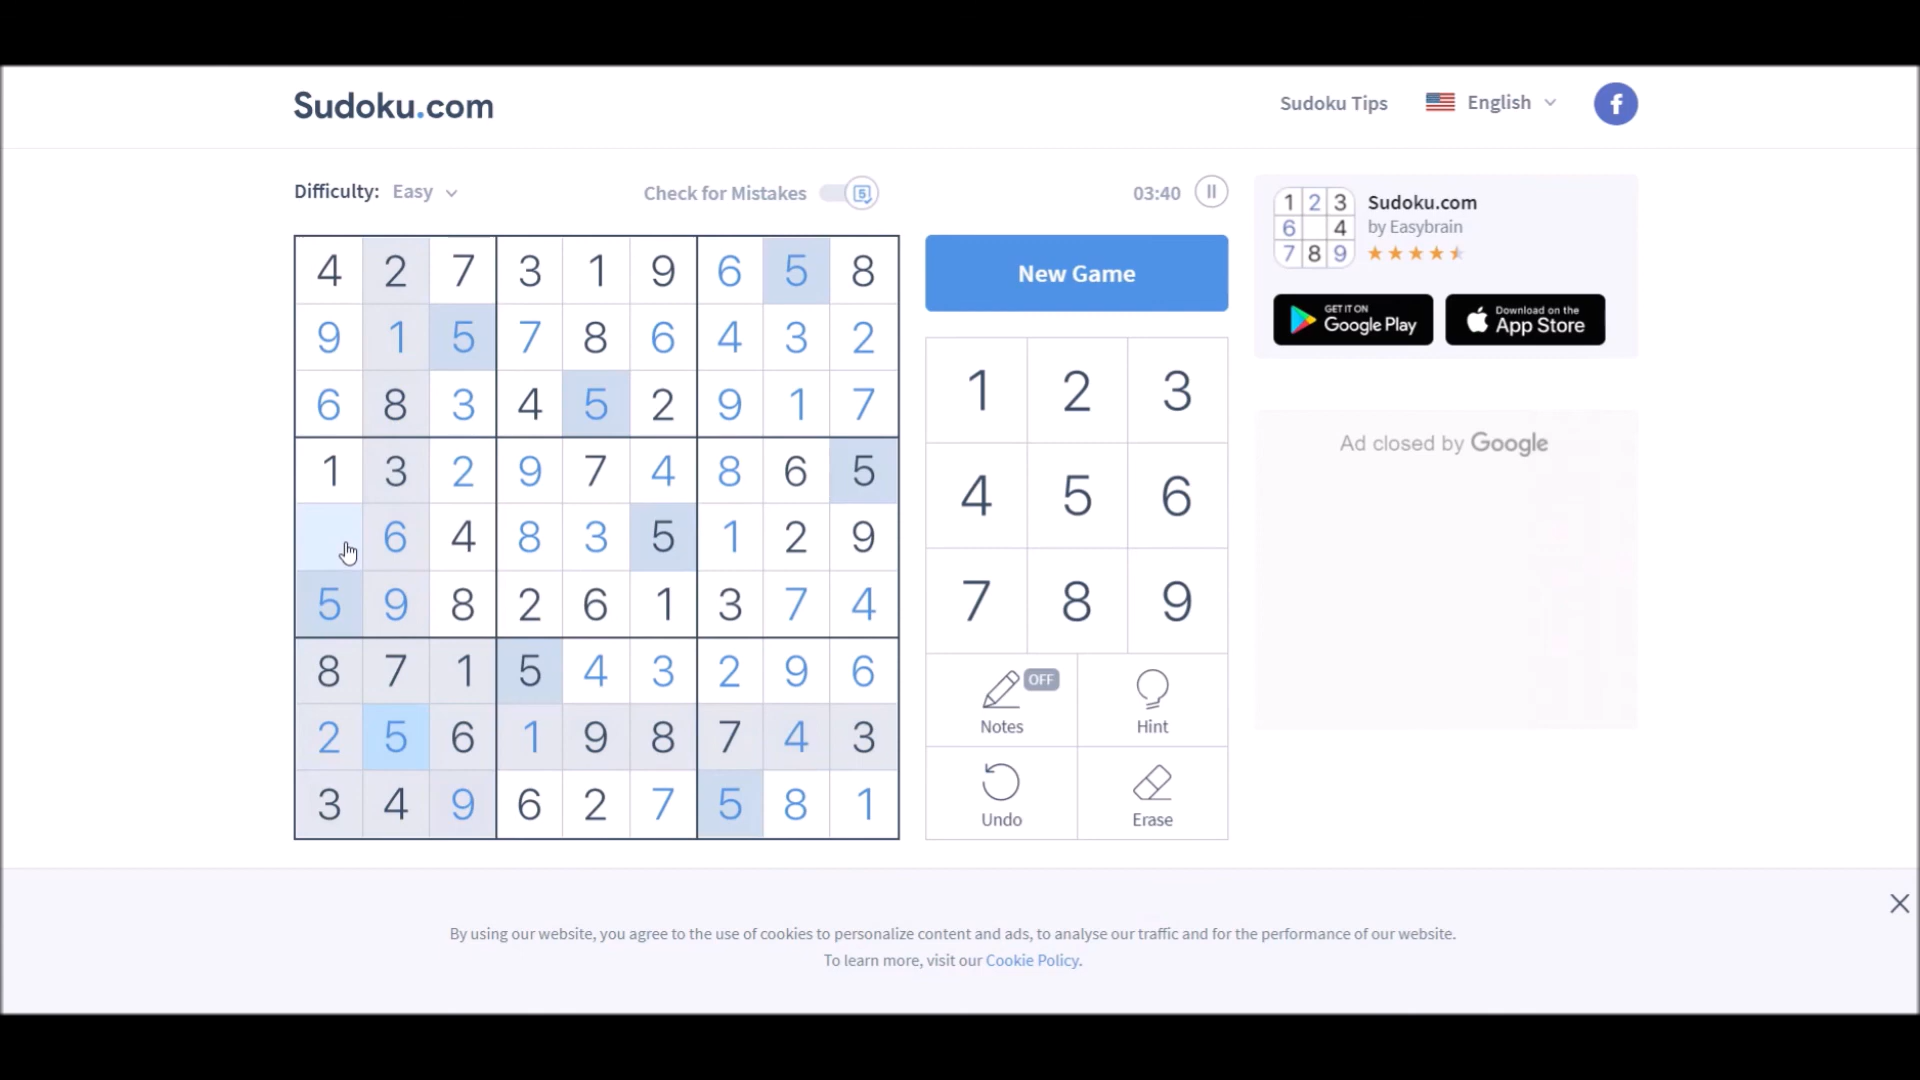 Sudoku.com
Sudoku Tips
English
Difficulty: Easy
Check for Mistakes
03:40
4 2 7 3 1 9 6 5 8
9 1 5 7 8 6 4 3 2
6 8 3 4 5 2 9 1 7
1 3 2 9 7 4 8 6 5
6 4 8 3 5 1 2 9
5 9 8 2 6 1 3 7 4
8 7 1 5 4 3 2 9 6
2 5 6 1 9 8 7 4 3
3 4 9 6 2 7 5 8 1
New Game
1 2 3
4 5 6
7 8 9
Notes
OFF
Hint
Undo
Erase
1 2 3
6 4
7 8 9
Sudoku.com
by Easybrain
GET IT ON
Google Play
Download on the
App Store
Ad closed by Google
By using our website, you agree to the use of cookies to personalize content and ads, to analyse our traffic and for the performance of our website.
To learn more, visit our Cookie Policy.